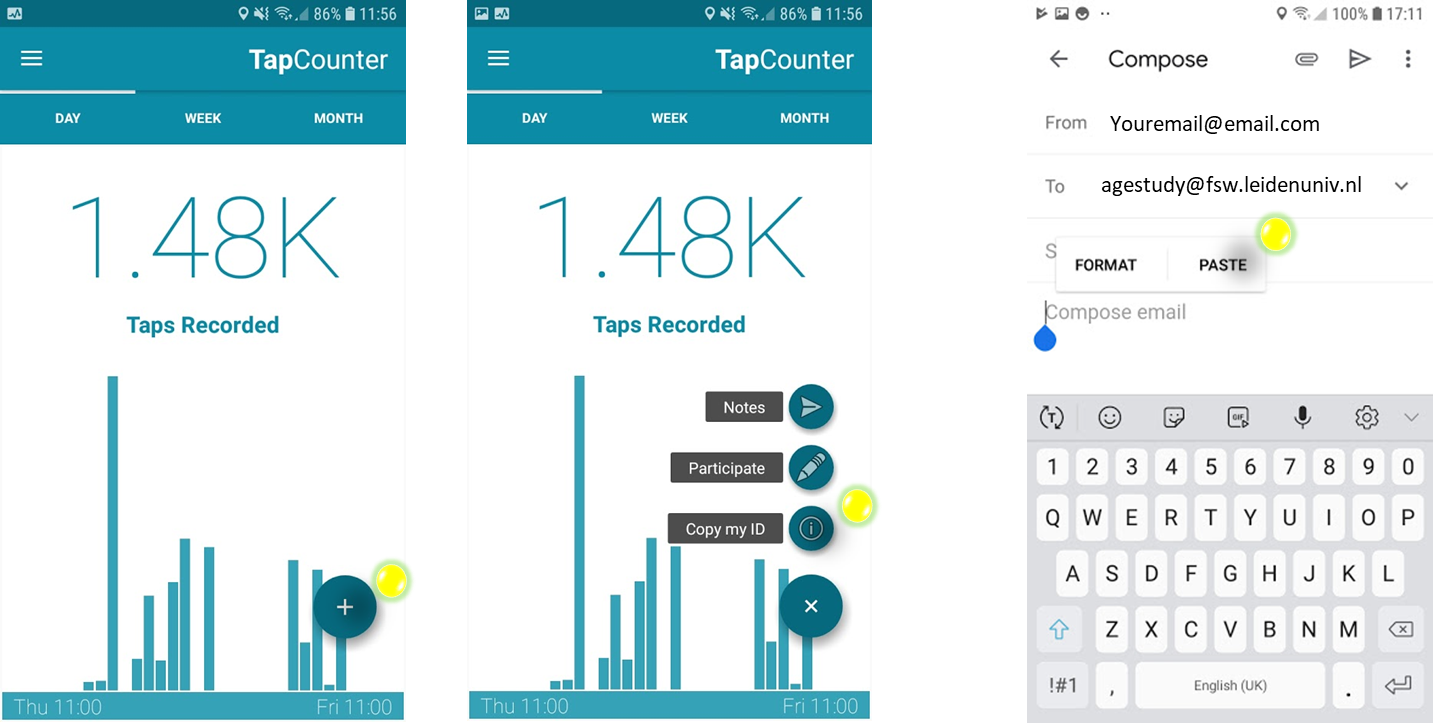 86% 11:56
TapCounter
DAY WEEK MONTH
1.48K
Taps Recorded
+
Thu 11:00 Fri 11:00
86% 11:56
TapCounter
DAY WEEK MONTH
1.48K
Taps Recorded
Notes
Participate
Copy my ID
Thu 11:00 Fri 11:00
100% 17:11
Compose
From Youremail@email.com
To agestudy@fsw.leidenuniv.nl
S
FORMAT PASTE
Compose email
T GIF
1 2 3 4 5 6 7 8 9 0
Q W E R T Y U I O P
A S D F G H J K L
Z X C V B N M
!#1 , English (UK) .